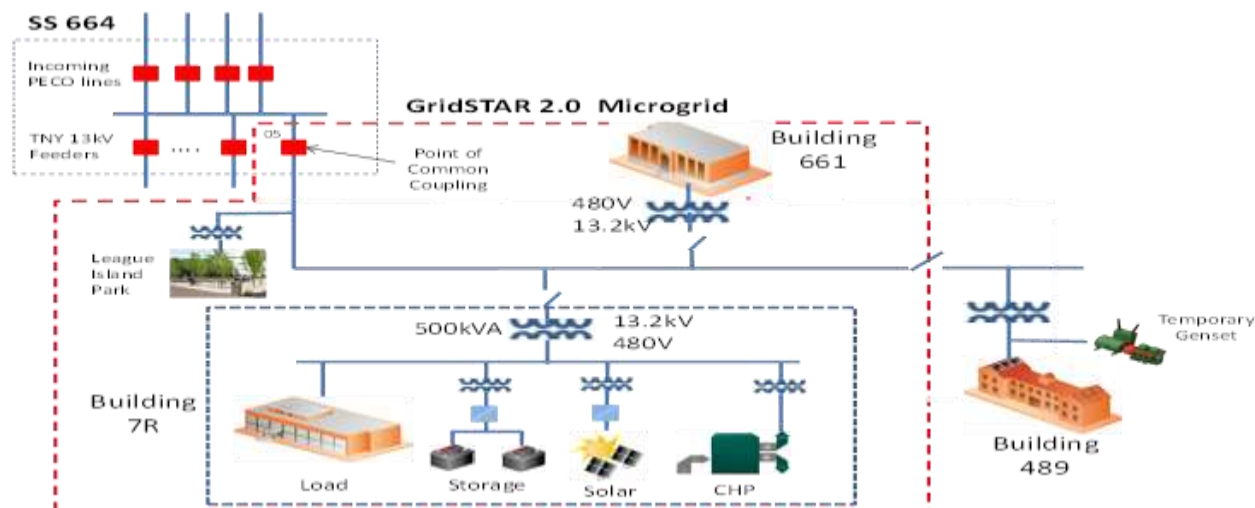 SS 664
Incoming
PECO lines
GridSTAR 2.0 Microgrid
TNY 13kV
Feeders
....
05
Point of
Common
Coupling
Building
661
480V
13.2kV
League
Island
Park
500kVA
13.2kV
480V
Temporary
Genset
Building
7R
Load
Storage
Solar
CHP
Building
489